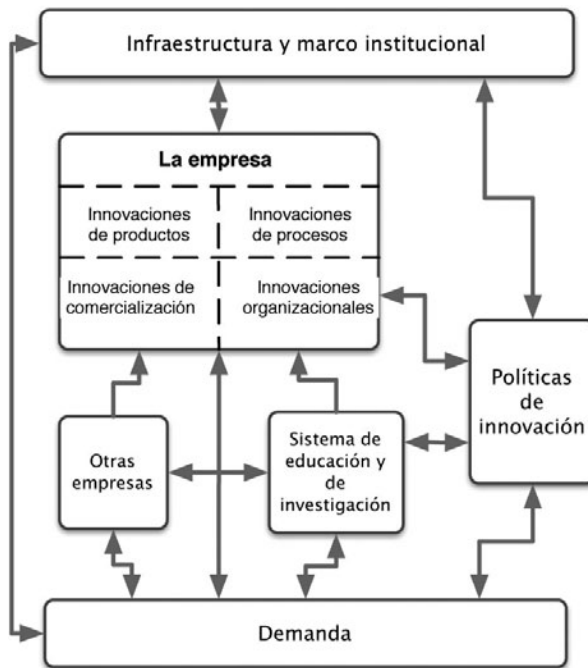 Infraestructura y marco institucional
La empresa
Innovaciones
de productos
Innovaciones
de procesos
Innovaciones de
comercialización
Innovaciones
organizacionales
Políticas
de
innovación
Otras
empresas
Sistema de
educación y
de
investigación
Demanda